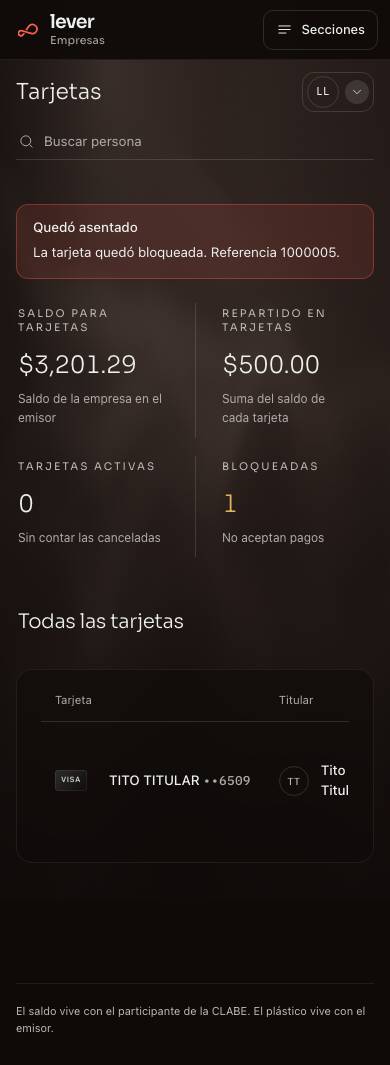 lever
Empresas
Secciones
Tarjetas
LL
Buscar persona
Quedó asentado
La tarjeta quedó bloqueada. Referencia 1000005.
SALDO PARA
TARJETAS
$3,201.29
Saldo de la empresa en el
emisor
REPARTIDO EN
TARJETAS
$500.00
Suma del saldo de
cada tarjeta
TARJETAS ACTIVAS
0
Sin contar las canceladas
BLOQUEADAS
1
No aceptan pagos
Todas las tarjetas
Tarjeta
Titular
VISA
TITO TITULAR ••6509
TT
Tito
Titul
El saldo vive con el participante de la CLABE. El plástico vive con el
emisor.